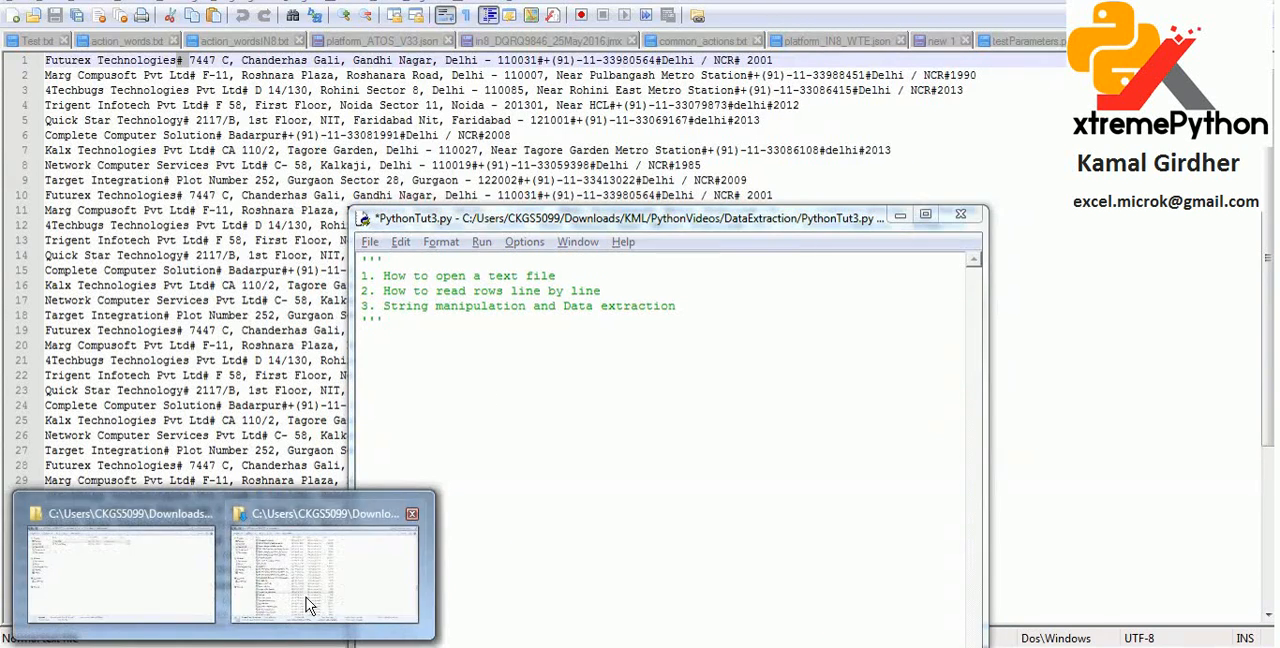 Test.txt action_words.txt action_wordsIN8.txt platform_ATOS_V33.json in8_DQRQ9846_25May2016.jmx common_actions.txt platform_IN8_WTE.json new 1 testParameters.p
1 Futurex Technologies# 7447 C, Chanderhas Gali, Gandhi Nagar, Delhi - 110031#+(91)-11-33980564#Delhi / NCR# 2001
2 Marg Compusoft Pvt Ltd# F-11, Roshnara Plaza, Roshanara Road, Delhi - 110007, Near Pulbangash Metro Station#+(91)-11-33988451#Delhi / NCR#1990
3 4Techbugs Technologies Pvt Ltd# D 14/130, Rohini Sector 8, Delhi - 110085, Near Rohini East Metro Station#+(91)-11-33086415#Delhi / NCR#2013
4 Trigent Infotech Pvt Ltd# F 58, First Floor, Noida Sector 11, Noida - 201301, Near HCL#+(91)-11-33079873#delhi#2012
5 Quick Star Technology# 2117/B, 1st Floor, NIT, Faridabad Nit, Faridabad - 121001#+(91)-11-33069167#delhi#2013
6 Complete Computer Solution# Badarpur#+(91)-11-33081991#Delhi / NCR#2008
7 Kalx Technologies Pvt Ltd# CA 110/2, Tagore Garden, Delhi - 110027, Near Tagore Garden Metro Station#+(91)-11-33086108#delhi#2013
8 Network Computer Services Pvt Ltd# C- 58, Kalkaji, Delhi - 110019#+(91)-11-33059398#Delhi / NCR#1985
9 Target Integration# Plot Number 252, Gurgaon Sector 28, Gurgaon - 122002#+(91)-11-33413022#Delhi / NCR#2009
10 Futurex Technologies# 7447 C, Chanderhas Gali, Gandhi Nagar, Delhi - 110031#+(91)-11-33980564#Delhi / NCR# 2001
11 Marg Compusoft Pvt Ltd# F-11, Roshnara Plaza,
12 4Techbugs Technologies Pvt Ltd# D 14/130, Rohi
13 Trigent Infotech Pvt Ltd# F 58, First Floor, N
14 Quick Star Technology# 2117/B, 1st Floor, NIT,
15 Complete Computer Solution# Badarpur#+(91)-11-
16 Kalx Technologies Pvt Ltd# CA 110/2, Tagore Ga
17 Network Computer Services Pvt Ltd# C- 58, Kalk
18 Target Integration# Plot Number 252, Gurgaon S
19 Futurex Technologies# 7447 C, Chanderhas Gali,
20 Marg Compusoft Pvt Ltd# F-11, Roshnara Plaza,
21 4Techbugs Technologies Pvt Ltd# D 14/130, Rohi
22 Trigent Infotech Pvt Ltd# F 58, First Floor, N
23 Quick Star Technology# 2117/B, 1st Floor, NIT,
24 Complete Computer Solution# Badarpur#+(91)-11-
25 Kalx Technologies Pvt Ltd# CA 110/2, Tagore Ga
26 Network Computer Services Pvt Ltd# C- 58, Kalk
27 Target Integration# Plot Number 252, Gurgaon S
28 Futurex Technologies# 7447 C, Chanderhas Gali,
29 Marg Compusoft Pvt Ltd# F-11, Roshnara Plaza,
*PythonTut3.py - C:/Users/CKGS5099/Downloads/KML/PythonVideos/DataExtraction/PythonTut3.py ...
File Edit Format Run Options Window Help
'''
1. How to open a text file
2. How to read rows line by line
3. String manipulation and Data extraction
'''
C:\Users\CKGS5099\Downloads... C:\Users\CKGS5099\Downlo...
Dos\Windows UTF-8 INS
xtremePython
Kamal Girdher
excel.microk@gmail.com